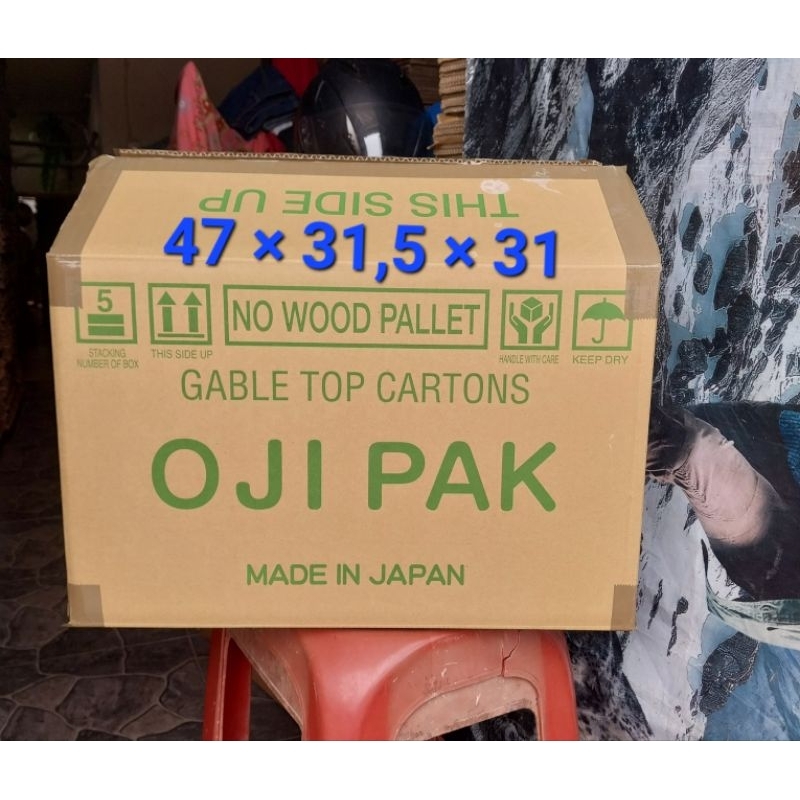 THIS SIDE UP
47 × 31,5 × 31
5
NO WOOD PALLET
STACKING
NUMBER OF BOX
THIS SIDE UP
HANDLE WITH CARE
KEEP DRY
GABLE TOP CARTONS
OJI PAK
MADE IN JAPAN